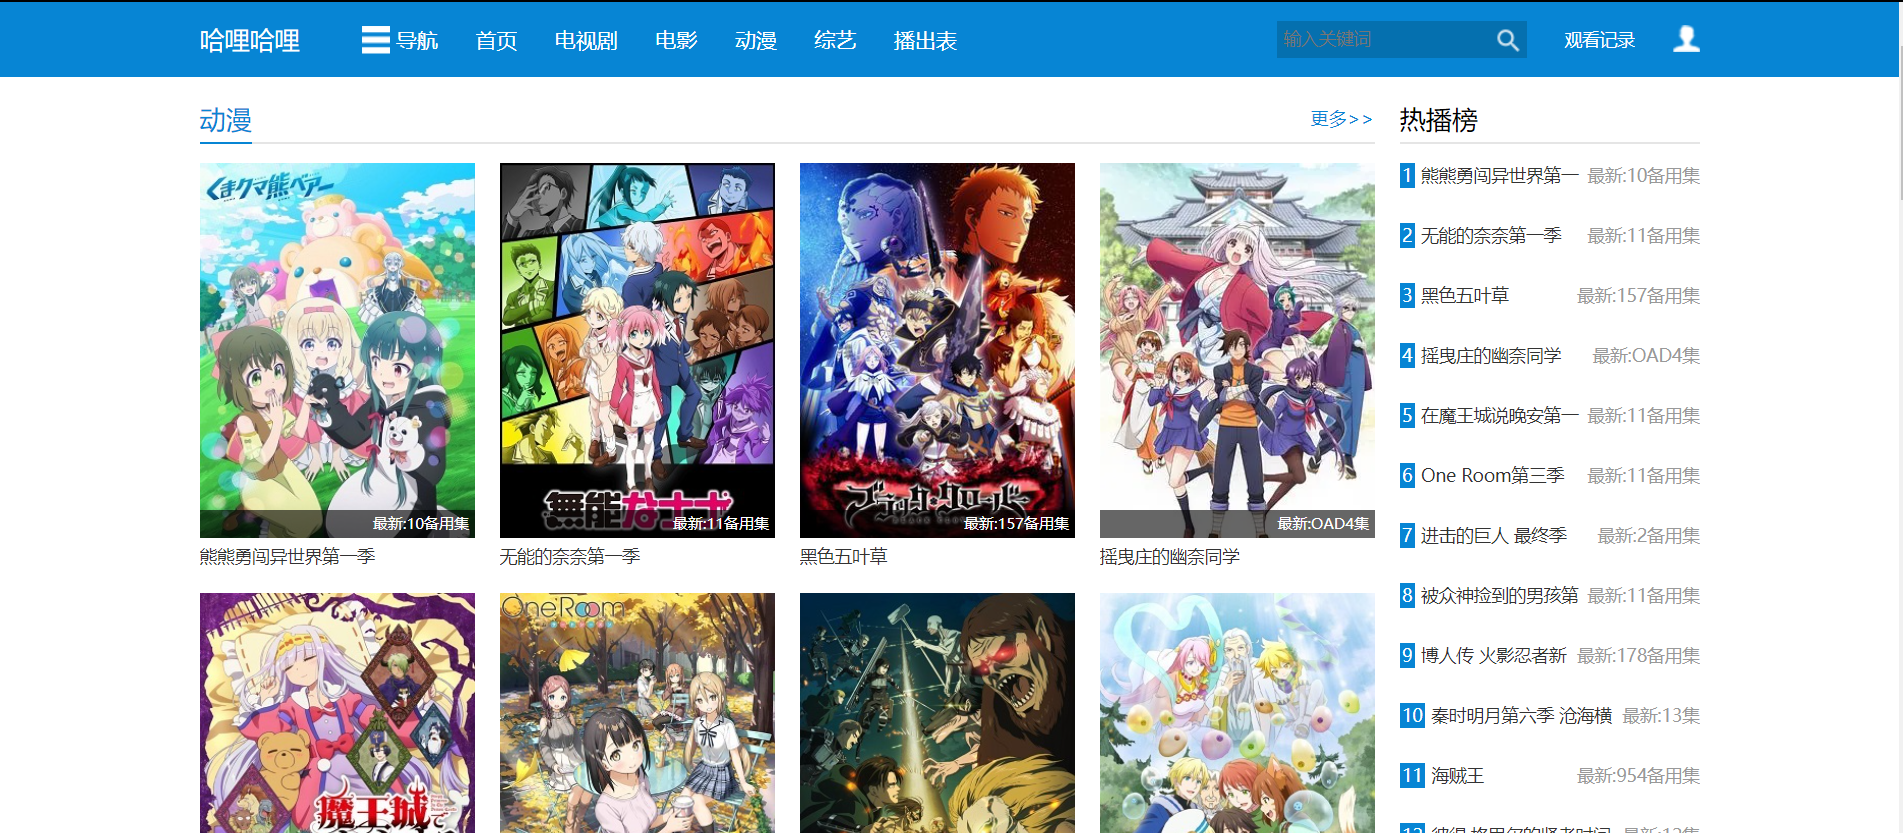 哈哩哈哩 导航 首页 电视剧 电影 动漫 综艺 播出表 输入关键词 观看记录
动漫 更多>>
くまクマ熊ベアー
最新:10备用集
熊熊勇闯异世界第一季
無能なナナ
最新:11备用集
无能的奈奈第一季
ブラッククローバー
最新:157备用集
黑色五叶草
最新:OAD4集
摇曳庄的幽奈同学
魔王城で
OneRoom
热播榜
1 熊熊勇闯异世界第一 最新:10备用集
2 无能的奈奈第一季 最新:11备用集
3 黑色五叶草 最新:157备用集
4 摇曳庄的幽奈同学 最新:OAD4集
5 在魔王城说晚安第一 最新:11备用集
6 One Room第三季 最新:11备用集
7 进击的巨人 最终季 最新:2备用集
8 被众神捡到的男孩第 最新:11备用集
9 博人传 火影忍者新 最新:178备用集
10 秦时明月第六季 沧海横 最新:13集
11 海贼王 最新:954备用集